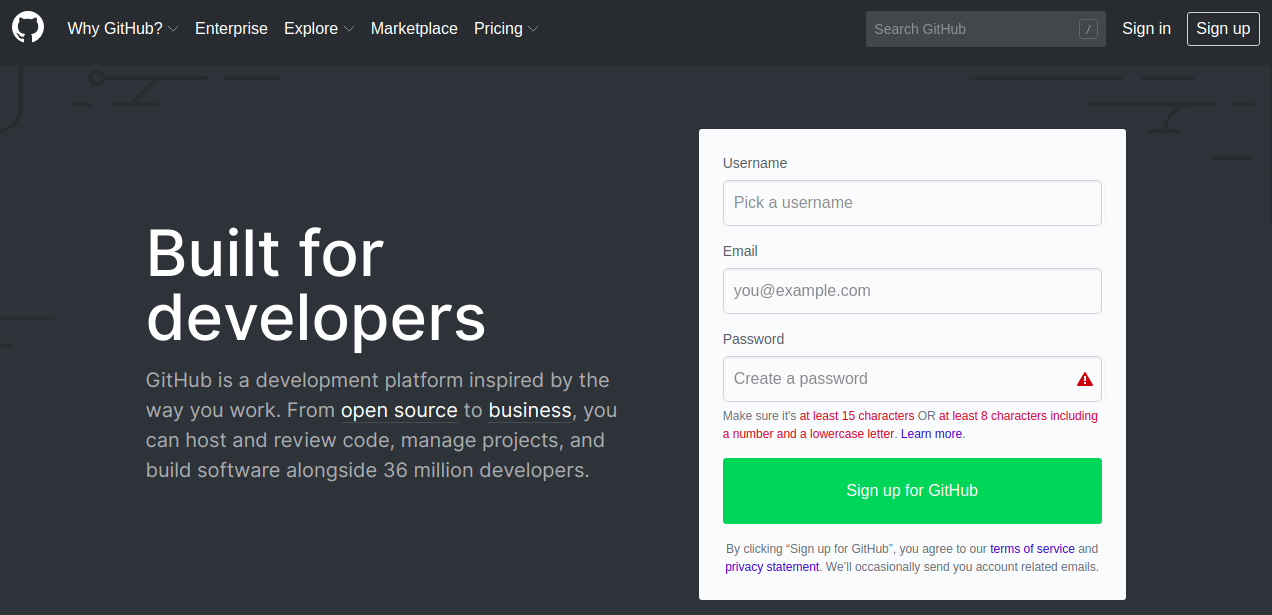 Why GitHub? Enterprise Explore Marketplace Pricing Search GitHub / Sign in Sign up
Built for
developers
GitHub is a development platform inspired by the
way you work. From open source to business, you
can host and review code, manage projects, and
build software alongside 36 million developers.
Username
Pick a username
Email
you@example.com
Password
Create a password
Make sure it's at least 15 characters OR at least 8 characters including
a number and a lowercase letter. Learn more.
Sign up for GitHub
By clicking “Sign up for GitHub”, you agree to our terms of service and
privacy statement. We’ll occasionally send you account related emails.